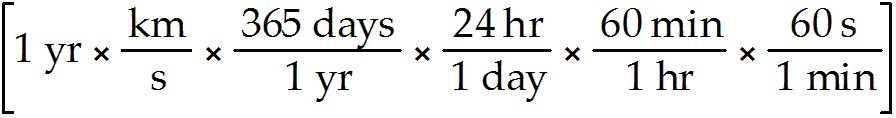 [1 yr × km/s × 365 days/1 yr × 24 hr/1 day × 60 min/1 hr × 60 s/1 min]